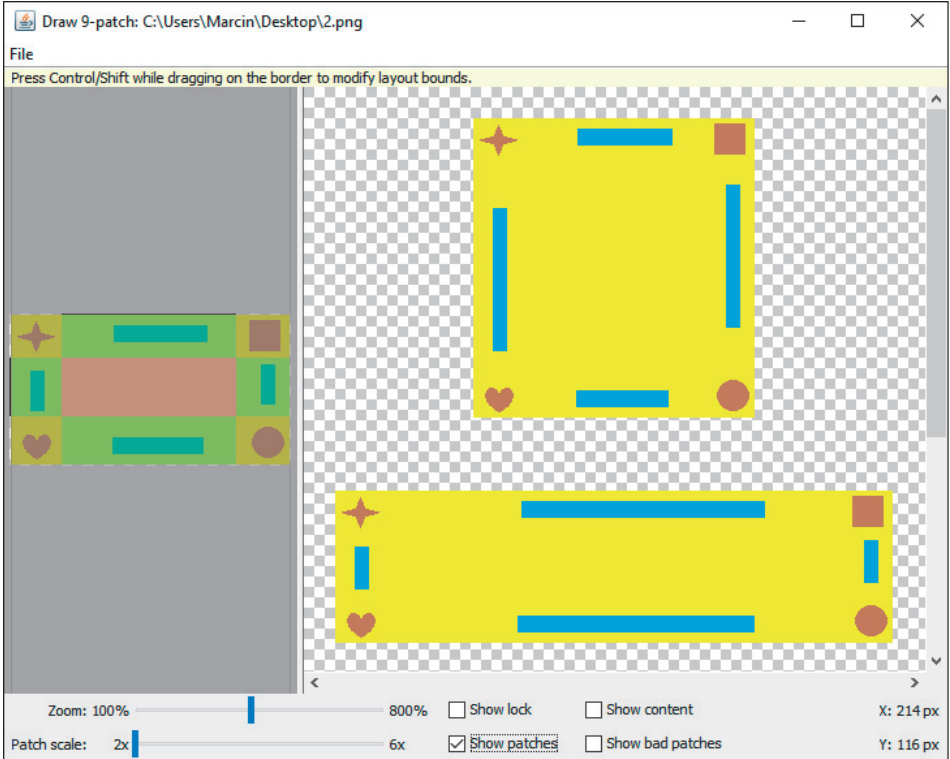 Draw 9-patch: C:\Users\Marcin\Desktop\2.png
File
Press Control/Shift while dragging on the border to modify layout bounds.
Zoom: 100% 800% Show lock Show content X: 214 px
Patch scale: 2x 6x Show patches Show bad patches Y: 116 px